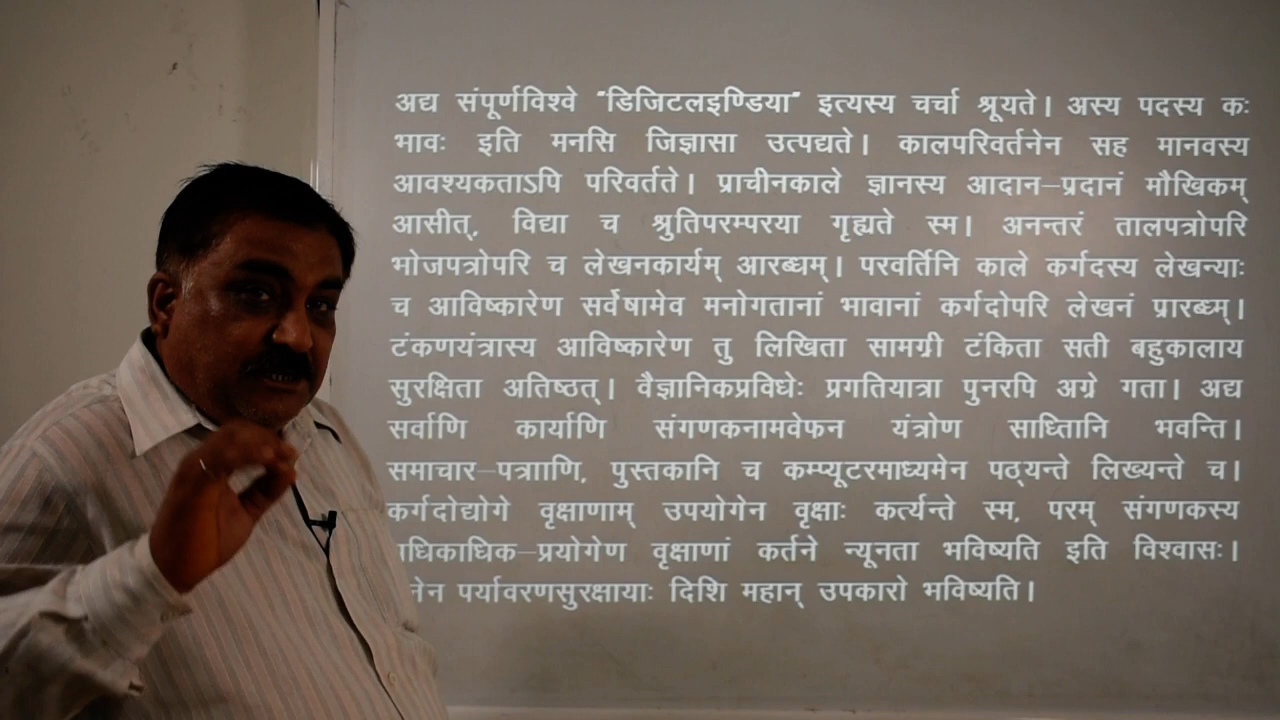 अद्य संपूर्णविश्वे "डिजिटलइण्डिया" इत्यस्य चर्चा श्रूयते। अस्य पदस्य कः
भावः इति मनसि जिज्ञासा उत्पद्यते। कालपरिवर्तनेन सह मानवस्य
आवश्यकताऽपि परिवर्तते। प्राचीनकाले ज्ञानस्य आदान–प्रदानं मौखिकम्
आसीत्, विद्या च श्रुतिपरम्परया गृह्यते स्म। अनन्तरं तालपत्रोपरि
भोजपत्रोपरि च लेखनकार्यम् आरब्धम्। परवर्तिनि काले कर्गदस्य लेखन्याः
च आविष्कारेण सर्वेषामेव मनोगतानां भावानां कर्गदोपरि लेखनं प्रारब्धम्।
टंकणयंत्रास्य आविष्कारेण तु लिखिता सामग्री टंकिता सती बहुकालाय
सुरक्षिता अतिष्ठत्। वैज्ञानिकप्रविधेः प्रगतियात्रा पुनरपि अग्रे गता। अद्य
सर्वाणि कार्याणि संगणकनामवेफन यंत्रोण साध्तिानि भवन्ति।
समाचार–पत्रााणि, पुस्तकानि च कम्प्यूटरमाध्यमेन पठ्यन्ते लिख्यन्ते च।
कर्गदोद्योगे वृक्षाणाम् उपयोगेन वृक्षाः कर्त्यन्ते स्म, परम् संगणकस्य
धिकाधिक–प्रयोगेण वृक्षाणां कर्तने न्यूनता भविष्यति इति विश्वासः।
नेन पर्यावरणसुरक्षायाः दिशि महान् उपकारो भविष्यति।